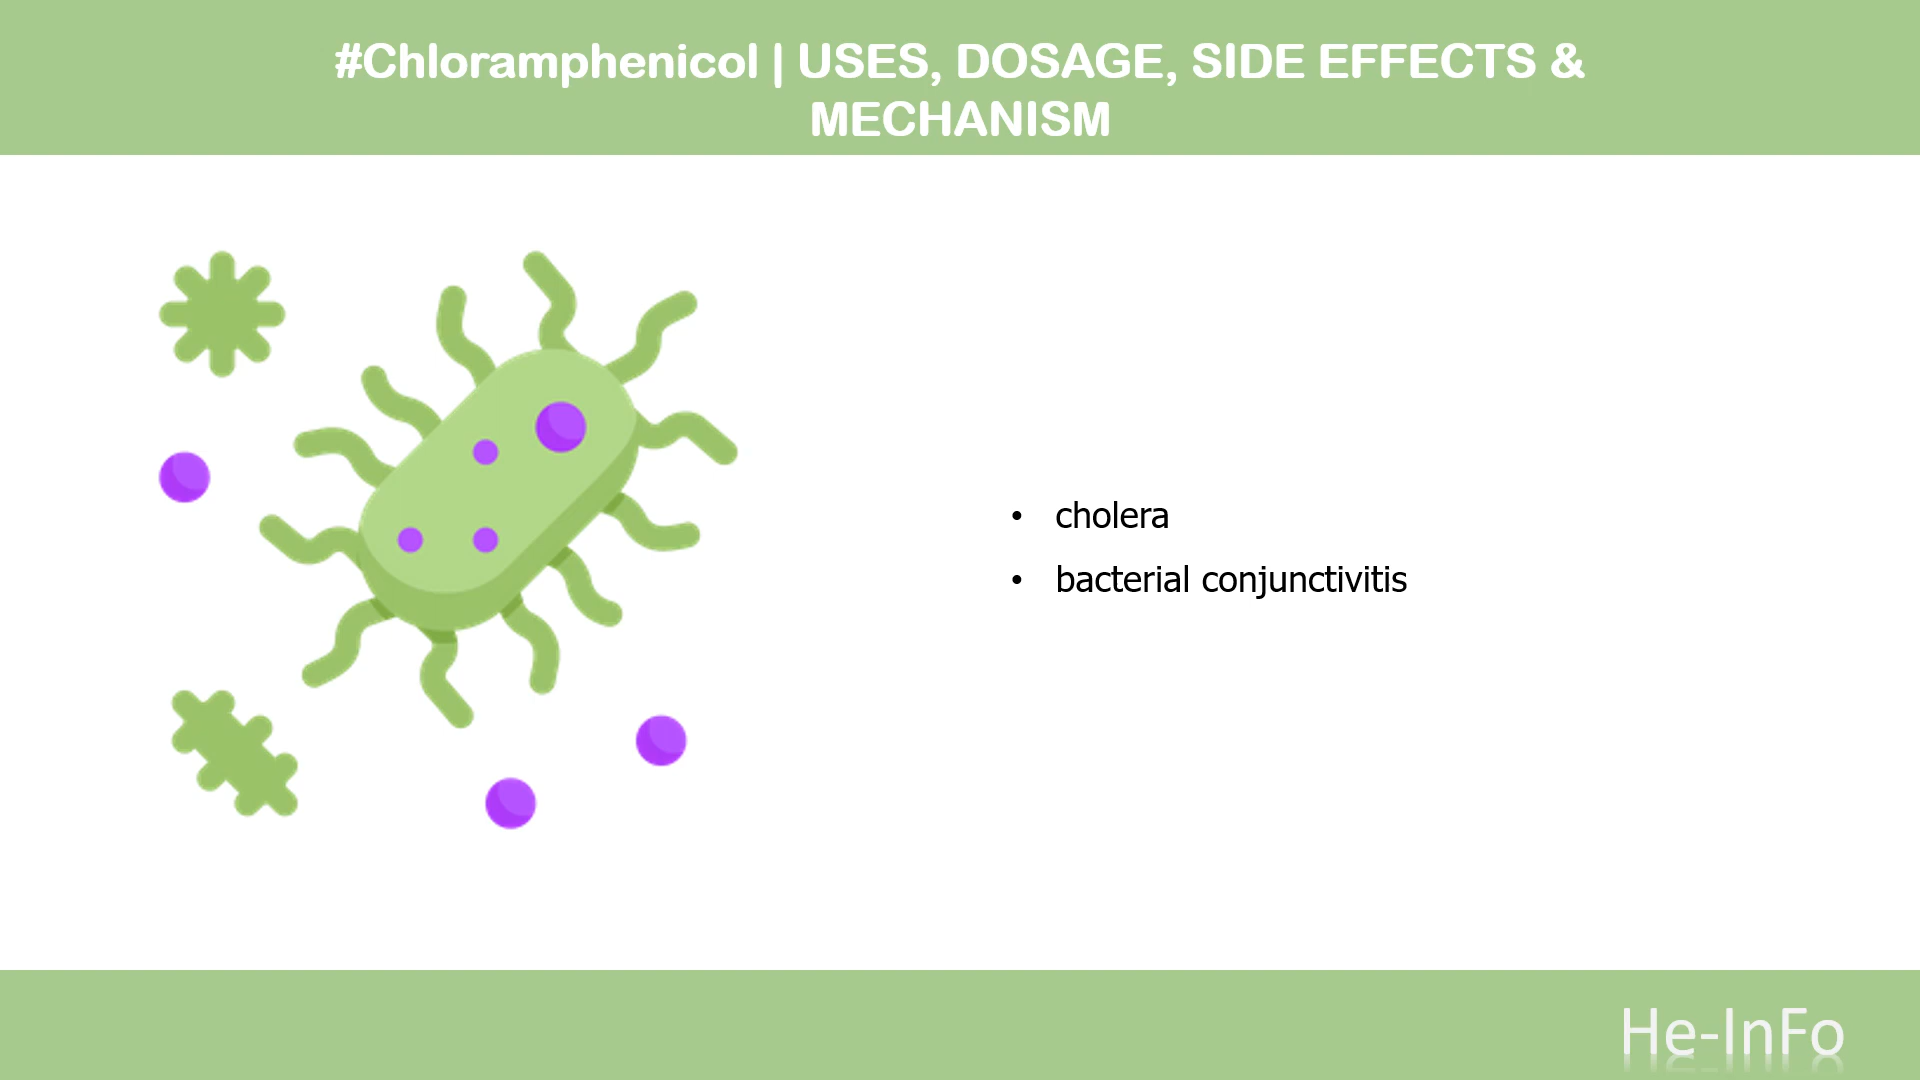 #Chloramphenicol | USES, DOSAGE, SIDE EFFECTS &
MECHANISM
• cholera
• bacterial conjunctivitis
He-InFo